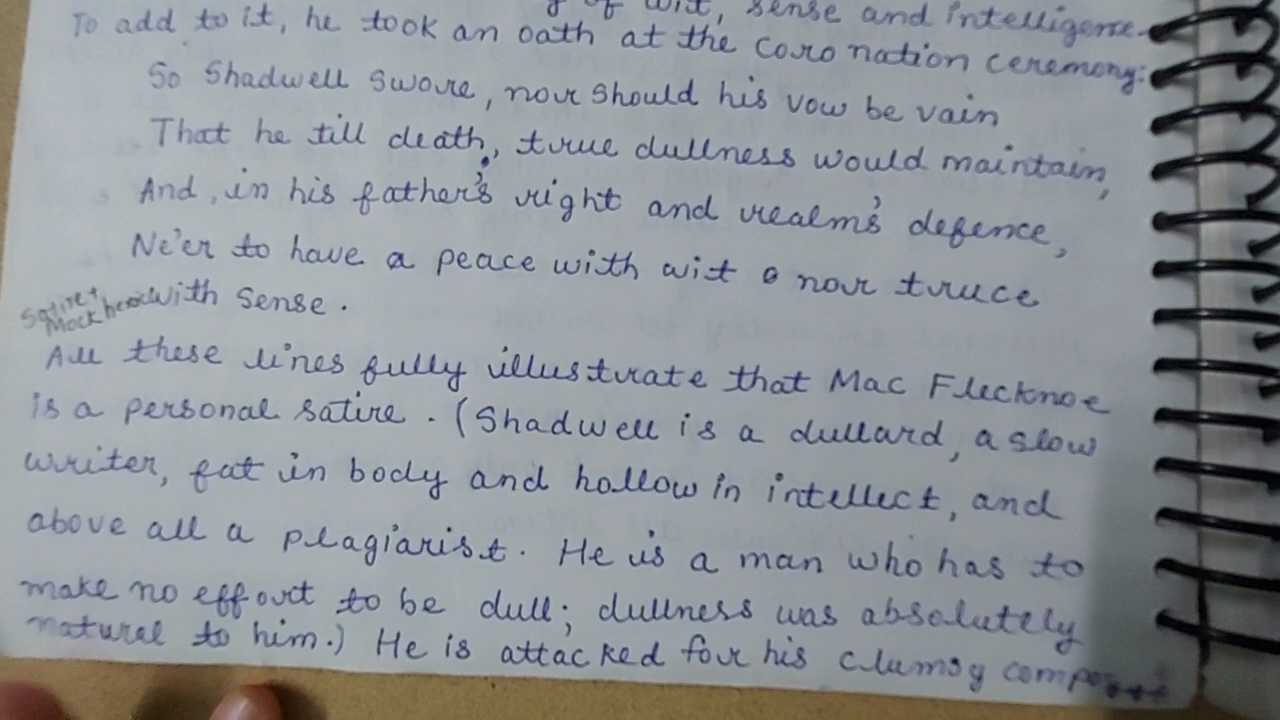 of wit, sense and intelligence.
To add to it, he took an oath at the coronation ceremony:
So Shadwell swore, nor should his vow be vain
That he till death, true dullness would maintain,
And, in his father's right and realm's defence,
Ne'er to have a peace with wit nor truce
with sense.
Satire + Mock heroic
All these lines fully illustrate that Mac Flecknoe
is a personal satire. (Shadwell is a dullard, a slow
writer, fat in body and hollow in intellect, and
above all a plagiarist. He is a man who has to
make no effort to be dull; dullness was absolutely
natural to him.) He is attacked for his clumsy